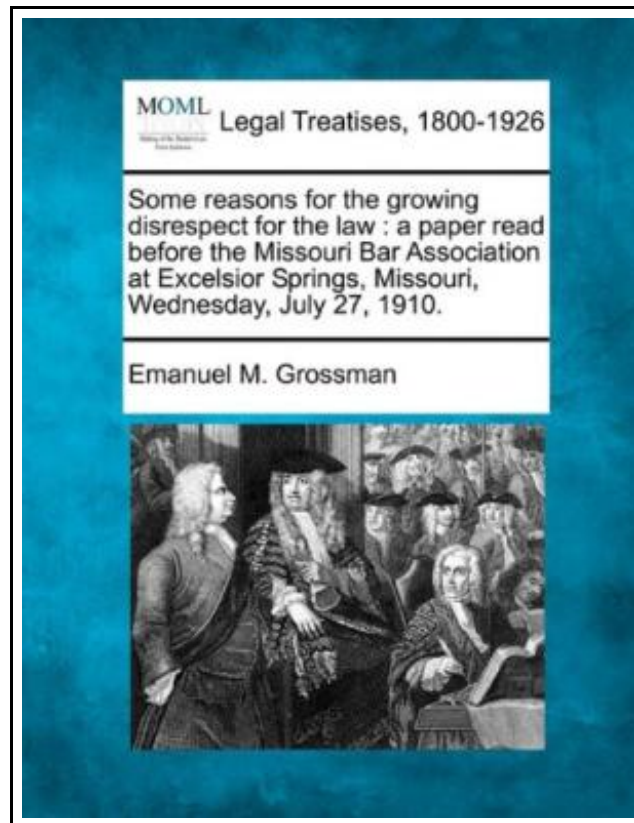 MOML
Legal Treatises, 1800-1926
Some reasons for the growing
disrespect for the law : a paper read
before the Missouri Bar Association
at Excelsior Springs, Missouri,
Wednesday, July 27, 1910.
Emanuel M. Grossman